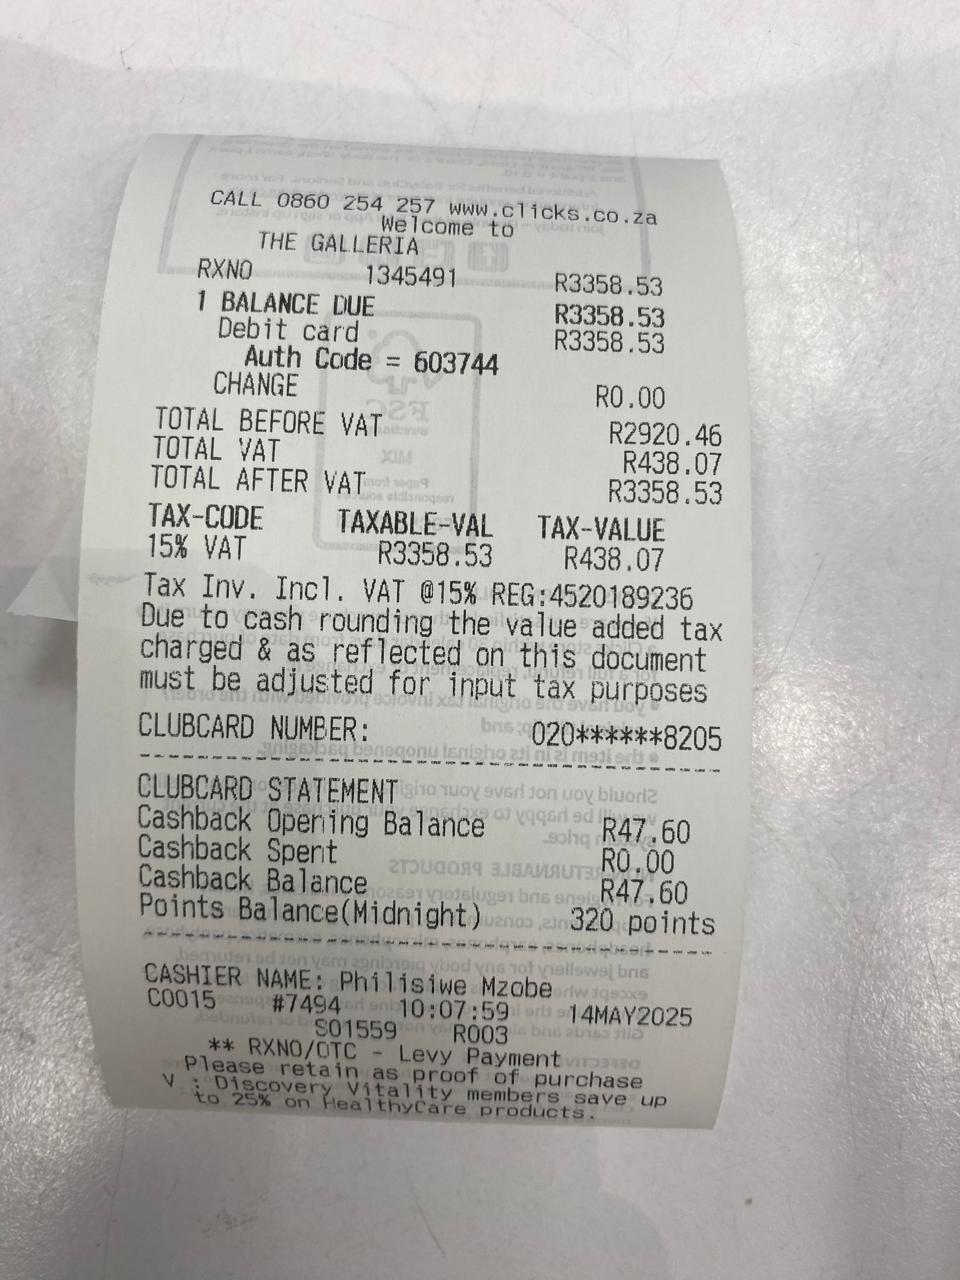 CALL 0860 254 257 www.clicks.co.za
Welcome to
THE GALLERIA
RXNO 1345491 R3358.53
1 BALANCE DUE R3358.53
Debit card R3358.53
Auth Code = 603744
CHANGE R0.00
TOTAL BEFORE VAT R2920.46
TOTAL VAT R438.07
TOTAL AFTER VAT R3358.53
TAX-CODE TAXABLE-VAL TAX-VALUE
15% VAT R3358.53 R438.07
Tax Inv. Incl. VAT @15% REG:4520189236
Due to cash rounding the value added tax
charged & as reflected on this document
must be adjusted for input tax purposes
CLUBCARD NUMBER: 020******8205
CLUBCARD STATEMENT
Cashback Opening Balance R47.60
Cashback Spent R0.00
Cashback Balance R47.60
Points Balance(Midnight) 320 points
CASHIER NAME: Philisiwe Mzobe
C0015 #7494 10:07:59 14MAY2025
S01559 R003
** RXNO/OTC - Levy Payment
Please retain as proof of purchase
V : Discovery Vitality members save up
to 25% on HealthyCare products.